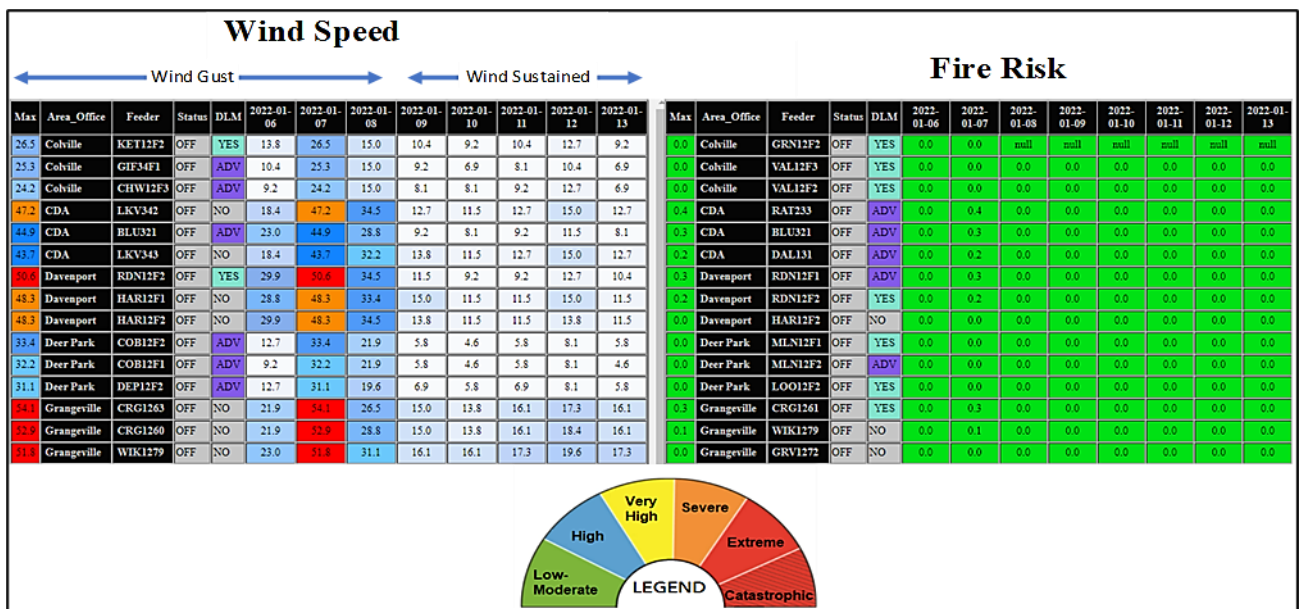 Wind Speed
Wind Gust Wind Sustained
Fire Risk
Max Area_Office Feeder Status DLM 2022-01-06 2022-01-07 2022-01-08 2022-01-09 2022-01-10 2022-01-11 2022-01-12 2022-01-13
26.5 Colville KET12F2 OFF YES 13.8 26.5 15.0 10.4 9.2 10.4 12.7 9.2
25.3 Colville GIF34F1 OFF ADV 10.4 25.3 15.0 9.2 6.9 8.1 10.4 6.9
24.2 Colville CHW12F3 OFF ADV 9.2 24.2 15.0 8.1 8.1 9.2 12.7 6.9
47.2 CDA LKV342 OFF NO 18.4 47.2 34.5 12.7 11.5 12.7 15.0 12.7
44.9 CDA BLU321 OFF ADV 23.0 44.9 28.8 9.2 8.1 9.2 11.5 8.1
43.7 CDA LKV343 OFF NO 18.4 43.7 32.2 13.8 11.5 12.7 15.0 12.7
50.6 Davenport RDN12F2 OFF YES 29.9 50.6 34.5 11.5 9.2 9.2 12.7 10.4
48.3 Davenport HAR12F1 OFF NO 28.8 48.3 33.4 15.0 11.5 11.5 15.0 11.5
48.3 Davenport HAR12F2 OFF NO 29.9 48.3 34.5 13.8 11.5 11.5 13.8 11.5
33.4 Deer Park COB12F2 OFF ADV 12.7 33.4 21.9 5.8 4.6 5.8 8.1 5.8
32.2 Deer Park COB12F1 OFF ADV 9.2 32.2 21.9 5.8 4.6 5.8 8.1 4.6
31.1 Deer Park DEP12F2 OFF ADV 12.7 31.1 19.6 6.9 5.8 6.9 8.1 5.8
54.1 Grangeville CRG1263 OFF NO 21.9 54.1 26.5 15.0 13.8 16.1 17.3 16.1
52.9 Grangeville CRG1260 OFF NO 21.9 52.9 28.8 15.0 13.8 16.1 18.4 16.1
51.8 Grangeville WIK1279 OFF NO 23.0 51.8 31.1 16.1 16.1 17.3 19.6 17.3
Max Area_Office Feeder Status DLM 2022-01-06 2022-01-07 2022-01-08 2022-01-09 2022-01-10 2022-01-11 2022-01-12 2022-01-13
0.0 Colville GRN12F2 OFF YES 0.0 0.0 null null null null null null
0.0 Colville VAL12F3 OFF YES 0.0 0.0 0.0 0.0 0.0 0.0 0.0 0.0
0.0 Colville VAL12F2 OFF YES 0.0 0.0 0.0 0.0 0.0 0.0 0.0 0.0
0.4 CDA RAT233 OFF ADV 0.0 0.4 0.0 0.0 0.0 0.0 0.0 0.0
0.3 CDA BLU321 OFF ADV 0.0 0.3 0.0 0.0 0.0 0.0 0.0 0.0
0.2 CDA DAL131 OFF ADV 0.0 0.2 0.0 0.0 0.0 0.0 0.0 0.0
0.3 Davenport RDN12F1 OFF ADV 0.0 0.3 0.0 0.0 0.0 0.0 0.0 0.0
0.2 Davenport RDN12F2 OFF YES 0.0 0.2 0.0 0.0 0.0 0.0 0.0 0.0
0.0 Davenport HAR12F2 OFF NO 0.0 0.0 0.0 0.0 0.0 0.0 0.0 0.0
0.0 Deer Park MLN12F1 OFF YES 0.0 0.0 0.0 0.0 0.0 0.0 0.0 0.0
0.0 Deer Park MLN12F2 OFF ADV 0.0 0.0 0.0 0.0 0.0 0.0 0.0 0.0
0.0 Deer Park LOO12F2 OFF YES 0.0 0.0 0.0 0.0 0.0 0.0 0.0 0.0
0.3 Grangeville CRG1261 OFF YES 0.0 0.3 0.0 0.0 0.0 0.0 0.0 0.0
0.1 Grangeville WIK1279 OFF NO 0.0 0.1 0.0 0.0 0.0 0.0 0.0 0.0
0.0 Grangeville GRV1272 OFF NO 0.0 0.0 0.0 0.0 0.0 0.0 0.0 0.0
Low-
Moderate
High
Very
High
Severe
Extreme
Catastrophic
LEGEND